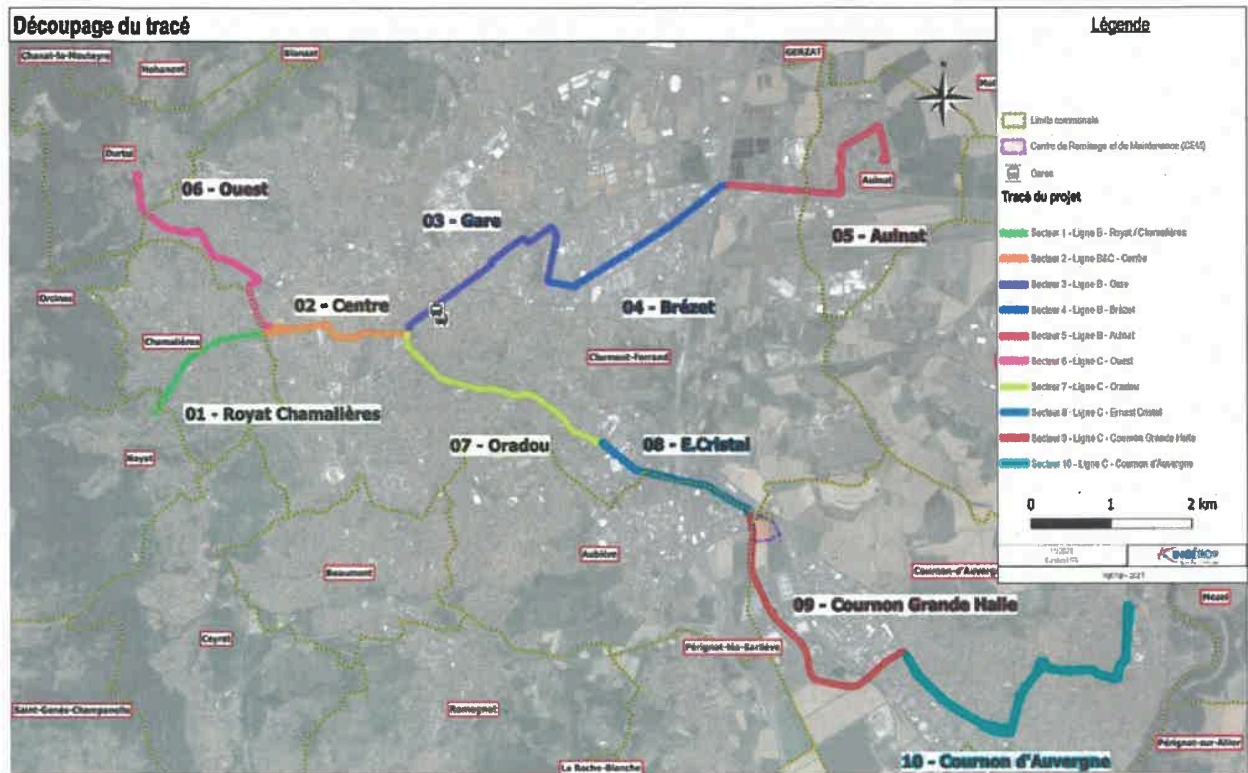 Découpage du tracé
Légende
Limite communale
Centre de Remisage et de Maintenance (CEMS)
Gares
Tracé du projet
Secteur 1 - Ligne B - Royat / Chamalières
Secteur 2 - Ligne B&C - Centre
Secteur 3 - Ligne B - Gare
Secteur 4 - Ligne B - Brézet
Secteur 5 - Ligne B - Aulnat
Secteur 6 - Ligne C - Ouest
Secteur 7 - Ligne C - Oradou
Secteur 8 - Ligne C - Ernest Cristal
Secteur 9 - Ligne C - Cournon Grande Halle
Secteur 10 - Ligne C - Cournon d'Auvergne
0 1 2 km
Chanat-la-Mouteyre
Nohanent
Blanzat
GERZAT
Durtol
06 - Ouest
03 - Gare
Aulnat
05 - Aulnat
Orcines
02 - Centre
04 - Brézet
Chamalières
Clermont-Ferrand
01 - Royat Chamalières
Royat
07 - Oradou
08 - E.Cristal
Aubière
Beaumont
Cournon-d'Auvergne
09 - Cournon Grande Halle
Mezel
Ceyrat
Pérignat-lès-Sarliève
Saint-Genès-Champanelle
Romagnat
Pérignat-sur-Allier
La Roche-Blanche
10 - Cournon d'Auvergne